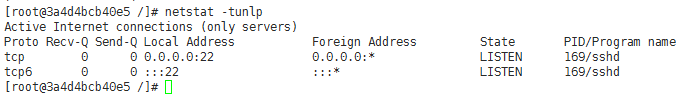 [root@3a4d4bcb40e5 /]# netstat -tunlp
Active Internet connections (only servers)
Proto Recv-Q Send-Q Local Address           Foreign Address         State       PID/Program name
tcp        0      0 0.0.0.0:22              0.0.0.0:*               LISTEN      169/sshd
tcp6       0      0 :::22                   :::*                    LISTEN      169/sshd
[root@3a4d4bcb40e5 /]#